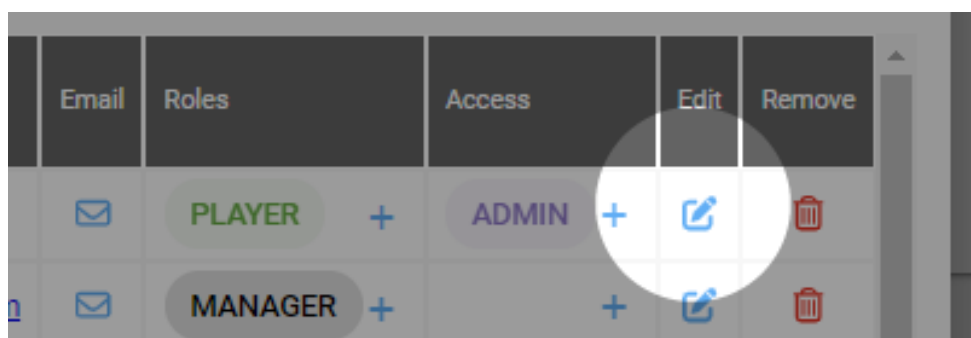 Email Roles Access Edit Remove
PLAYER + ADMIN +
n MANAGER + +